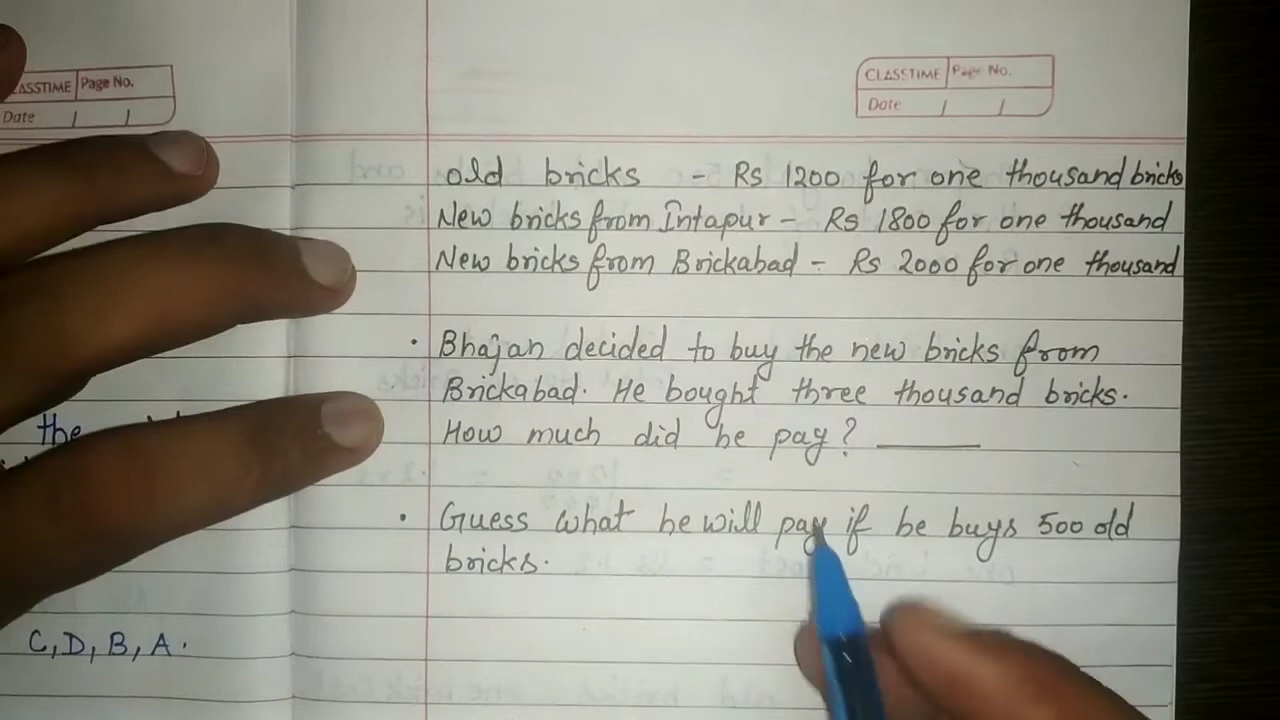 CLASSTIME Page No.
Date / /
CLASSTIME Page No.
Date / /
old bricks - Rs 1200 for one thousand bricks
New bricks from Intapur - Rs 1800 for one thousand
New bricks from Brickabad - Rs 2000 for one thousand
• Bhajan decided to buy the new bricks from
Brickabad. He bought three thousand bricks.
How much did he pay? ______
• Guess what he will pay if he buys 500 old
bricks.
the
C, D, B, A.